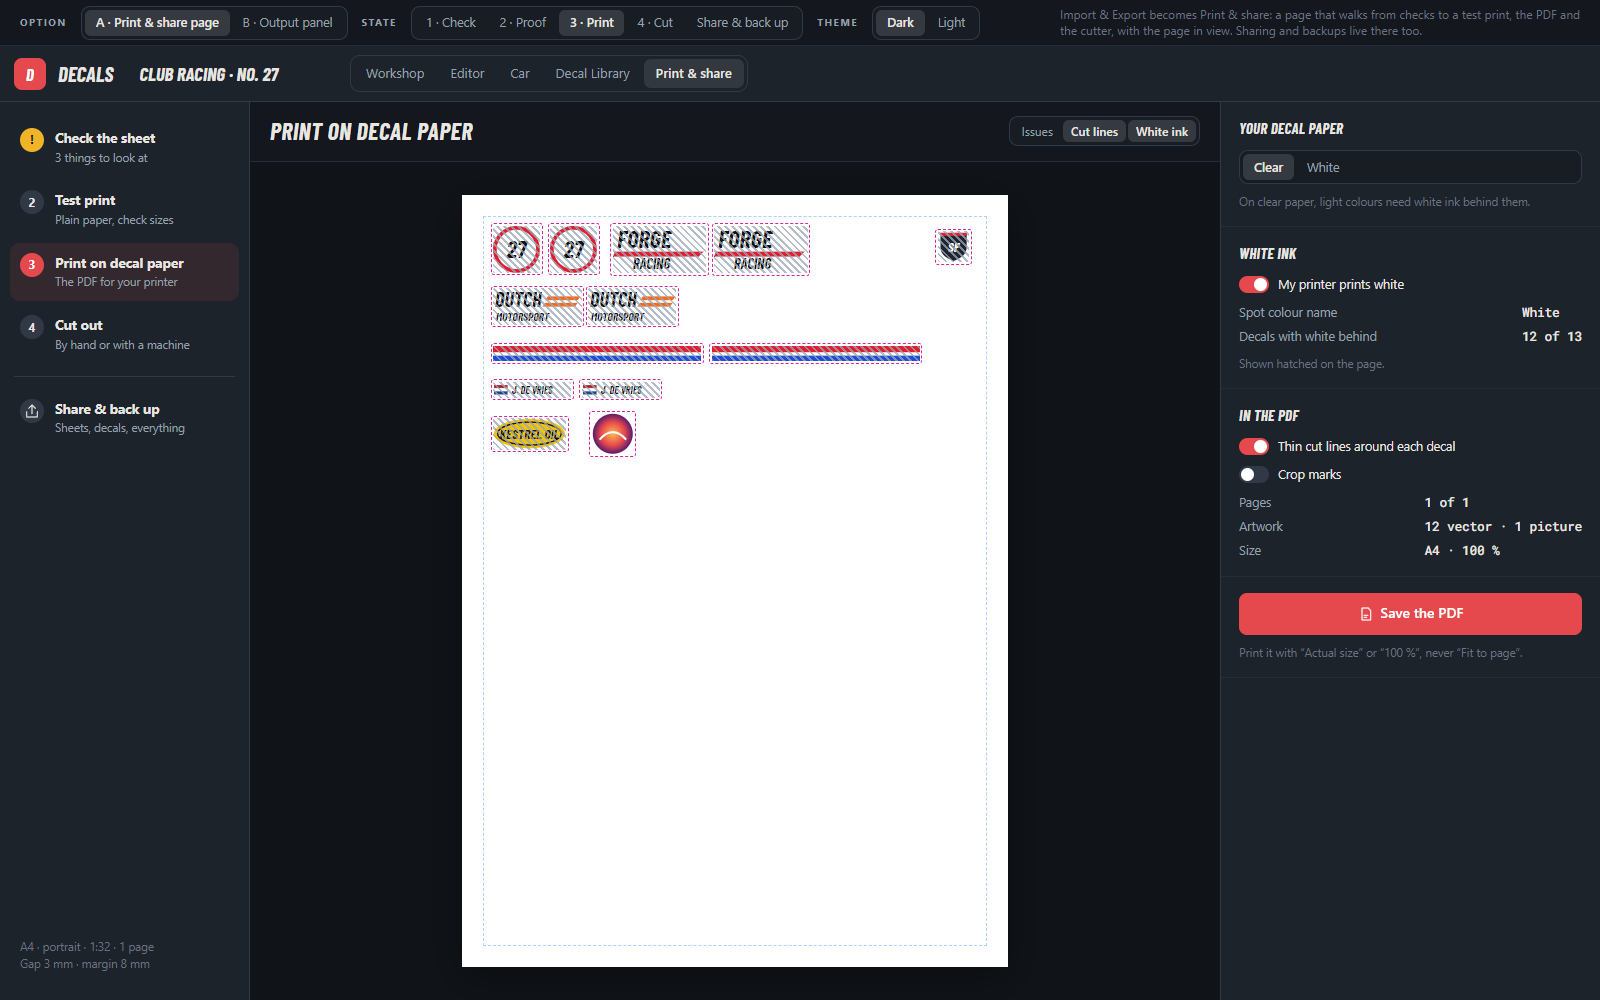 OPTION
A · Print & share page
B · Output panel
STATE
1 · Check
2 · Proof
3 · Print
4 · Cut
Share & back up
THEME
Dark
Light
Import & Export becomes Print & share: a page that walks from checks to a test print, the PDF and
the cutter, with the page in view. Sharing and backups live there too.
D
DECALS
CLUB RACING · NO. 27
Workshop
Editor
Car
Decal Library
Print & share
!
Check the sheet
3 things to look at
2
Test print
Plain paper, check sizes
3
Print on decal paper
The PDF for your printer
4
Cut out
By hand or with a machine
Share & back up
Sheets, decals, everything
A4 · portrait · 1:32 · 1 page
Gap 3 mm · margin 8 mm
PRINT ON DECAL PAPER
Issues
Cut lines
White ink
27
27
FORGE
RACING
FORGE
RACING
SF
DUTCH
MOTORSPORT
DUTCH
MOTORSPORT
J. DE VRIES
J. DE VRIES
KESTREL OIL
YOUR DECAL PAPER
Clear
White
On clear paper, light colours need white ink behind them.
WHITE INK
My printer prints white
Spot colour name
White
Decals with white behind
12 of 13
Shown hatched on the page.
IN THE PDF
Thin cut lines around each decal
Crop marks
Pages
1 of 1
Artwork
12 vector · 1 picture
Size
A4 · 100 %
Save the PDF
Print it with “Actual size” or “100 %”, never “Fit to page”.